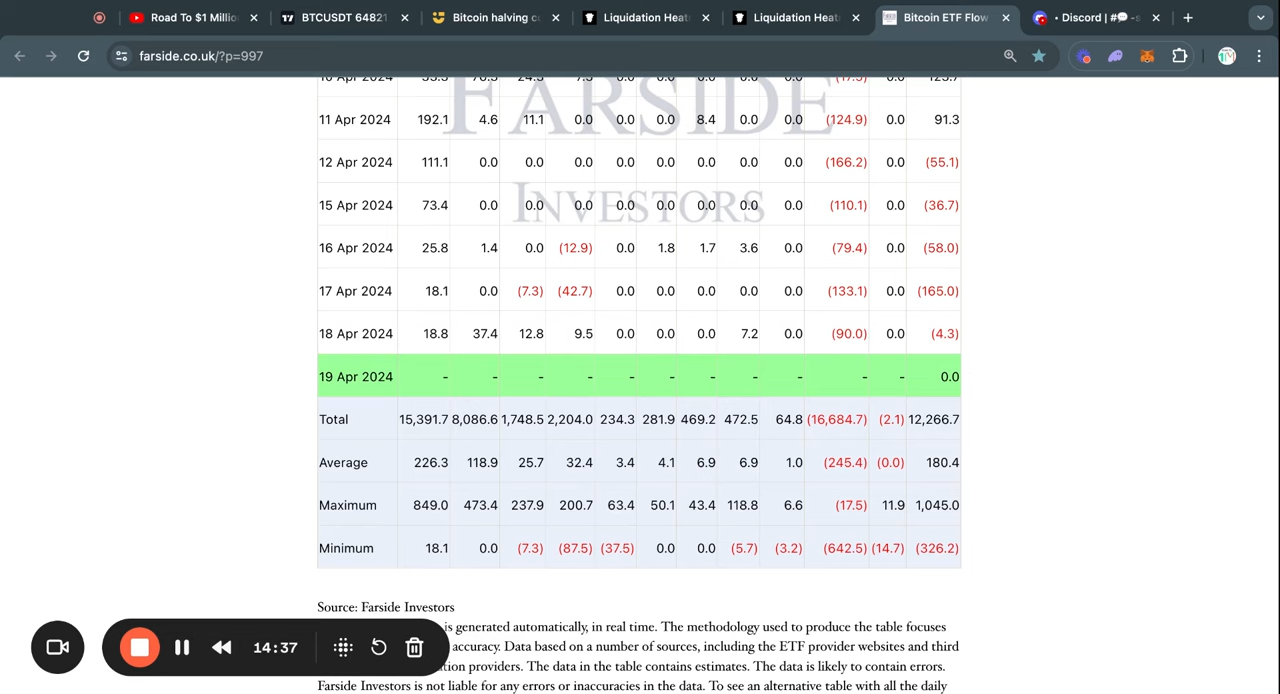 Road To $1 Millio
BTCUSDT 64821
Bitcoin halving c
Liquidation Heat
Liquidation Heat
Bitcoin ETF Flow
• Discord | #💬 -s
farside.co.uk/?p=997
FARSIDE
INVESTORS
11 Apr 2024 192.1 4.6 11.1 0.0 0.0 0.0 8.4 0.0 0.0 (124.9) 0.0 91.3
12 Apr 2024 111.1 0.0 0.0 0.0 0.0 0.0 0.0 0.0 0.0 (166.2) 0.0 (55.1)
15 Apr 2024 73.4 0.0 0.0 0.0 0.0 0.0 0.0 0.0 0.0 (110.1) 0.0 (36.7)
16 Apr 2024 25.8 1.4 0.0 (12.9) 0.0 1.8 1.7 3.6 0.0 (79.4) 0.0 (58.0)
17 Apr 2024 18.1 0.0 (7.3) (42.7) 0.0 0.0 0.0 0.0 0.0 (133.1) 0.0 (165.0)
18 Apr 2024 18.8 37.4 12.8 9.5 0.0 0.0 0.0 7.2 0.0 (90.0) 0.0 (4.3)
19 Apr 2024 - - - - - - - - - - - 0.0
Total 15,391.7 8,086.6 1,748.5 2,204.0 234.3 281.9 469.2 472.5 64.8 (16,684.7) (2.1) 12,266.7
Average 226.3 118.9 25.7 32.4 3.4 4.1 6.9 6.9 1.0 (245.4) (0.0) 180.4
Maximum 849.0 473.4 237.9 200.7 63.4 50.1 43.4 118.8 6.6 (17.5) 11.9 1,045.0
Minimum 18.1 0.0 (7.3) (87.5) (37.5) 0.0 0.0 (5.7) (3.2) (642.5) (14.7) (326.2)
Source: Farside Investors
is generated automatically, in real time. The methodology used to produce the table focuses
accuracy. Data based on a number of sources, including the ETF provider websites and third
tion providers. The data in the table contains estimates. The data is likely to contain errors.
Farside Investors is not liable for any errors or inaccuracies in the data. To see an alternative table with all the daily
14:37